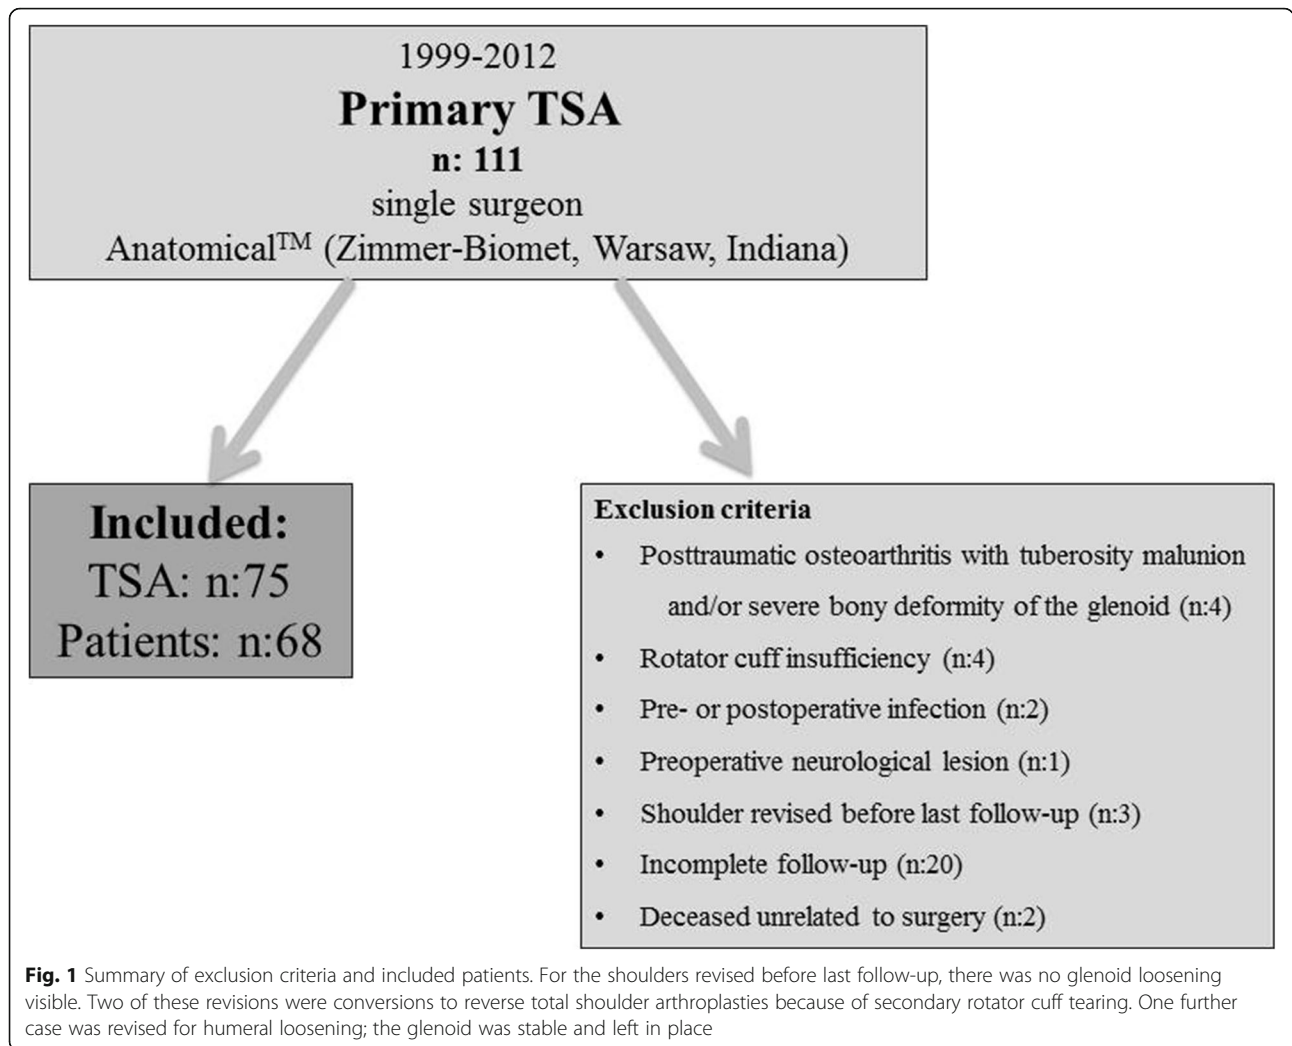 1999-2012
Primary TSA
n: 111
single surgeon
Anatomical™ (Zimmer-Biomet, Warsaw, Indiana)
Included:
TSA: n:75
Patients: n:68
Exclusion criteria
• Posttraumatic osteoarthritis with tuberosity malunion
and/or severe bony deformity of the glenoid (n:4)
• Rotator cuff insufficiency (n:4)
• Pre- or postoperative infection (n:2)
• Preoperative neurological lesion (n:1)
• Shoulder revised before last follow-up (n:3)
• Incomplete follow-up (n:20)
• Deceased unrelated to surgery (n:2)
Fig. 1 Summary of exclusion criteria and included patients. For the shoulders revised before last follow-up, there was no glenoid loosening
visible. Two of these revisions were conversions to reverse total shoulder arthroplasties because of secondary rotator cuff tearing. One further
case was revised for humeral loosening; the glenoid was stable and left in place